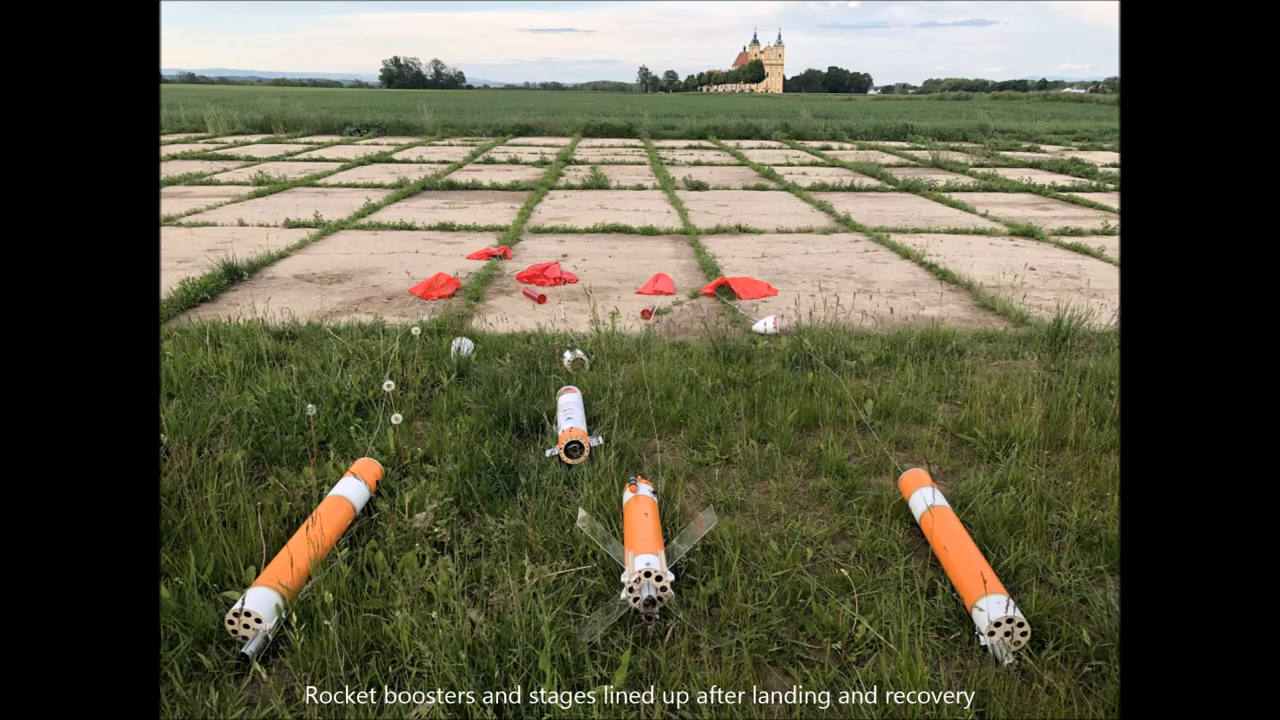 Rocket boosters and stages lined up after landing and recovery